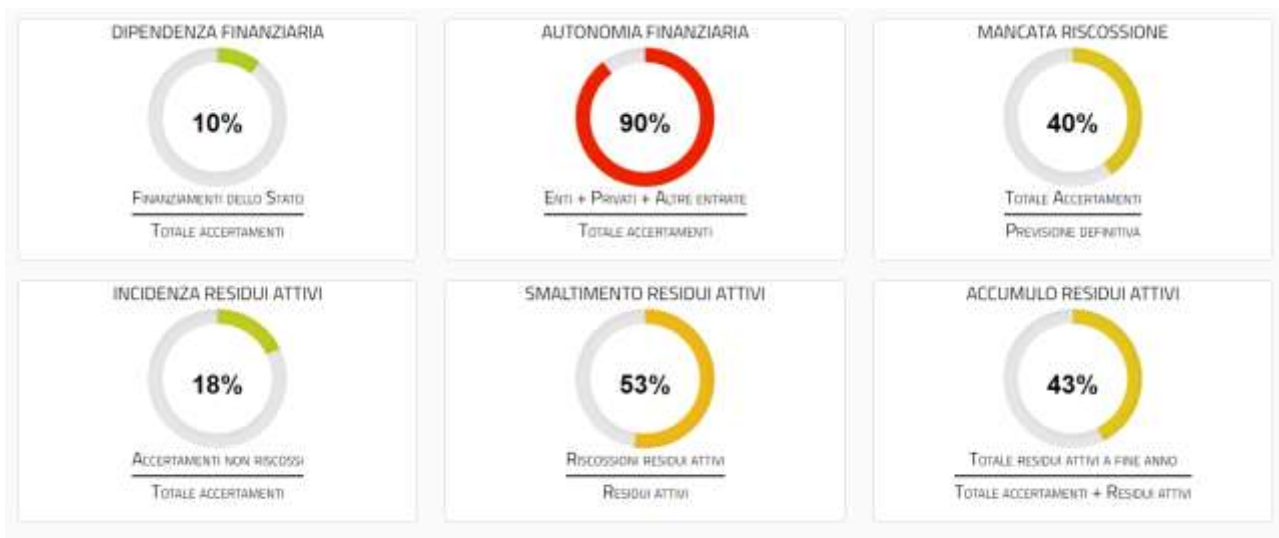 DIPENDENZA FINANZIARIA
10%
Finanziamenti dello Stato
Totale accertamenti
AUTONOMIA FINANZIARIA
90%
Enti + Privati + Altre entrate
Totale accertamenti
MANCATA RISCOSSIONE
40%
Totale Accertamenti
Previsione definitiva
INCIDENZA RESIDUI ATTIVI
18%
Accertamenti non riscossi
Totale accertamenti
SMALTIMENTO RESIDUI ATTIVI
53%
Riscossioni residui attivi
Residui attivi
ACCUMULO RESIDUI ATTIVI
43%
Totale residui attivi a fine anno
Totale accertamenti + Residui attivi